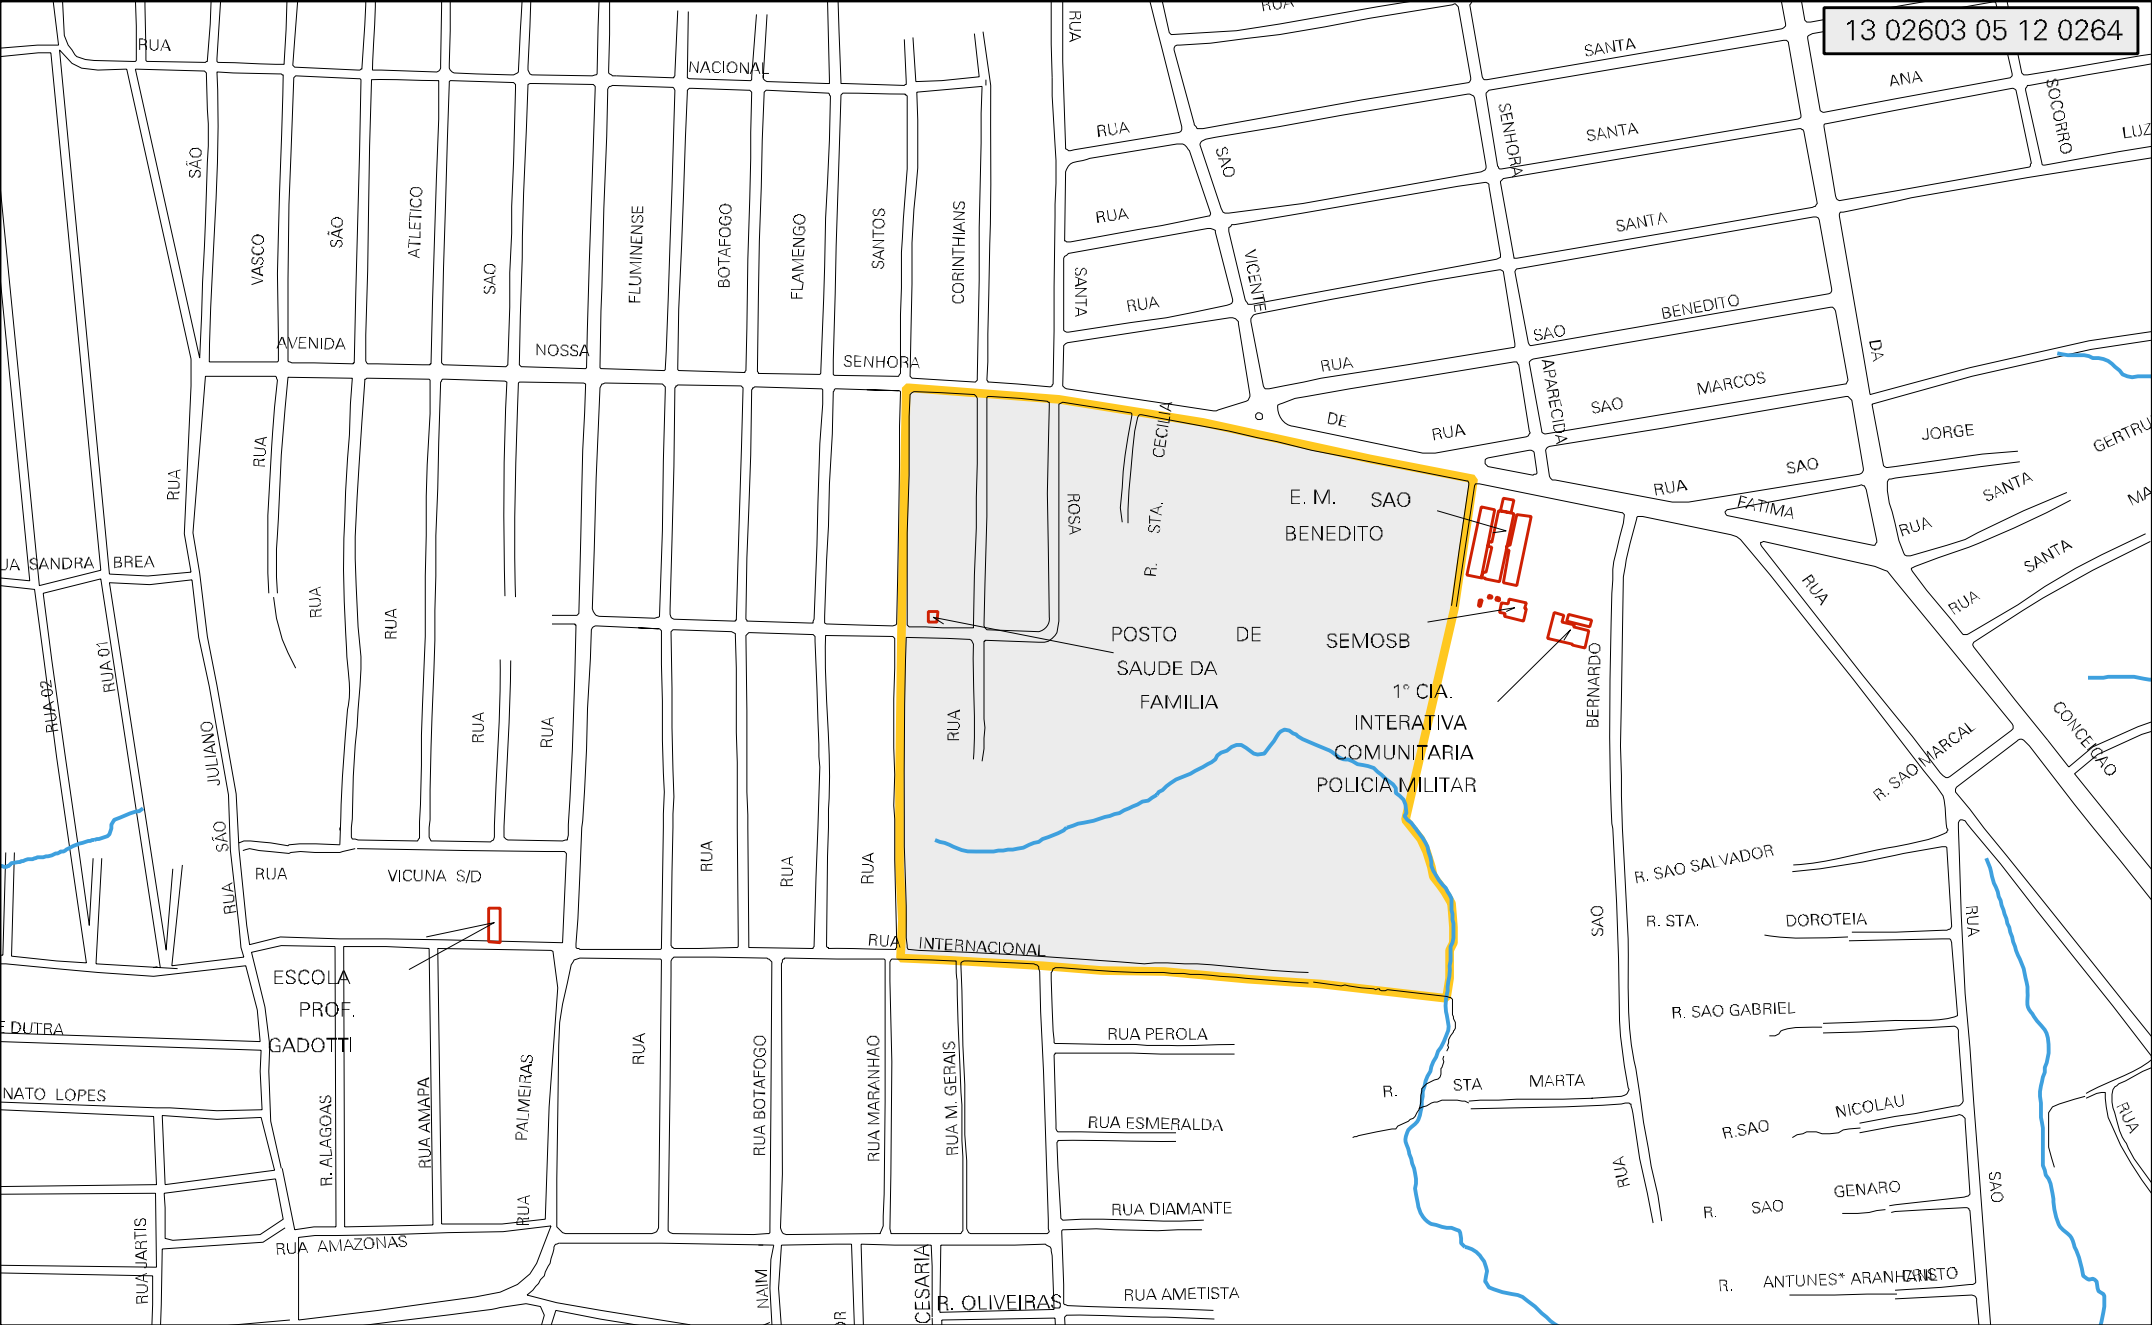 13 02603 05 12 0264
RUA
RUA
RUA
NACIONAL
SANTA
ANA
SÃO
VASCO
SÃO
ATLETICO
SAO
FLUMINENSE
BOTAFOGO
FLAMENGO
SANTOS
CORINTHIANS
RUA
RUA
RUA
SANTA
SAO
VICENTE
SENHORA
SANTA
SANTA
SOCORRO
LUZ
BENEDITO
SAO
AVENIDA
NOSSA
SENHORA
DE
FATIMA
RUA
SAO
MARCOS
APARECIDA
DA
RUA
JORGE
SAO
RUA
SANTA
RUA
SANTA
RUA
CONCEICAO
RUA
RUA
RUA
CECILIA
STA.
R.
ROSA
E. M. SAO
BENEDITO
SANDRA BREA
RUA
RUA
RUA 01
RUA 02
POSTO DE
SAUDE DA
FAMILIA
SEMOSB
1° CIA.
INTERATIVA
COMUNITARIA
POLICIA MILITAR
BERNARDO
SAO
RUA
RUA
RUA
RUA
JULIANO
SÃO
RUA
R. SAO MARCAL
RUA
VICUNA S/D
RUA
RUA
RUA
R. SAO SALVADOR
R. STA. DOROTEIA
RUA
SAO
RUA INTERNACIONAL
ESCOLA
PROF.
GADOTTI
R. SAO GABRIEL
DUTRA
RUA PEROLA
RUA
PALMEIRAS
RUA
RUA BOTAFOGO
RUA MARANHAO
RUA M. GERAIS
R. ALAGOAS
RUA AMAPA
NATO LOPES
R. STA MARTA
RUA ESMERALDA
R.SAO NICOLAU
RUA
R. SAO GENARO
RUA DIAMANTE
RUA AMAZONAS
RUA JARTIS
NAIM
CESARIA
R. OLIVEIRAS
RUA AMETISTA
R. ANTUNES*